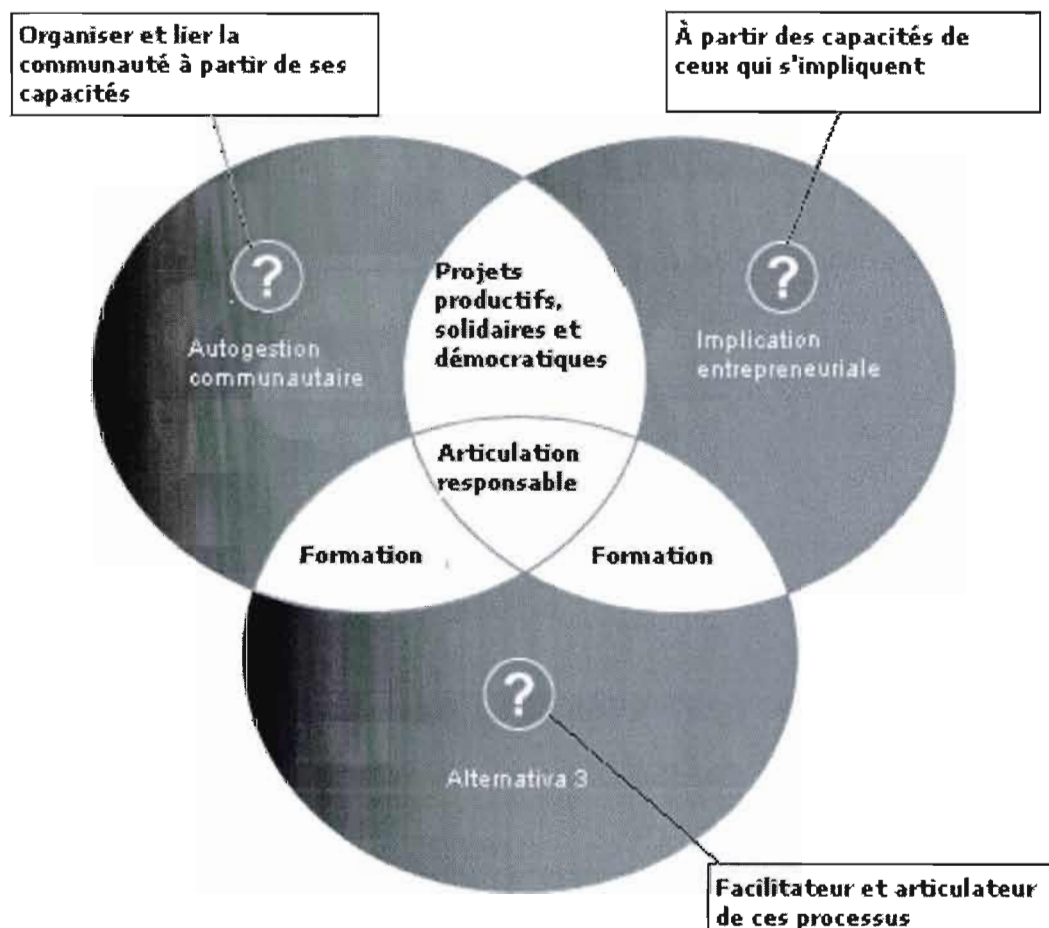 Organiser et lier la
communauté à partir de ses
capacités
À partir des capacités de
ceux qui s'impliquent
?
Autogestion
communautaire
Projets
productifs,
solidaires et
démocratiques
?
Implication
entrepreneuriale
Articulation
responsable
Formation
Formation
?
Alternativa 3
Facilitateur et articulateur
de ces processus